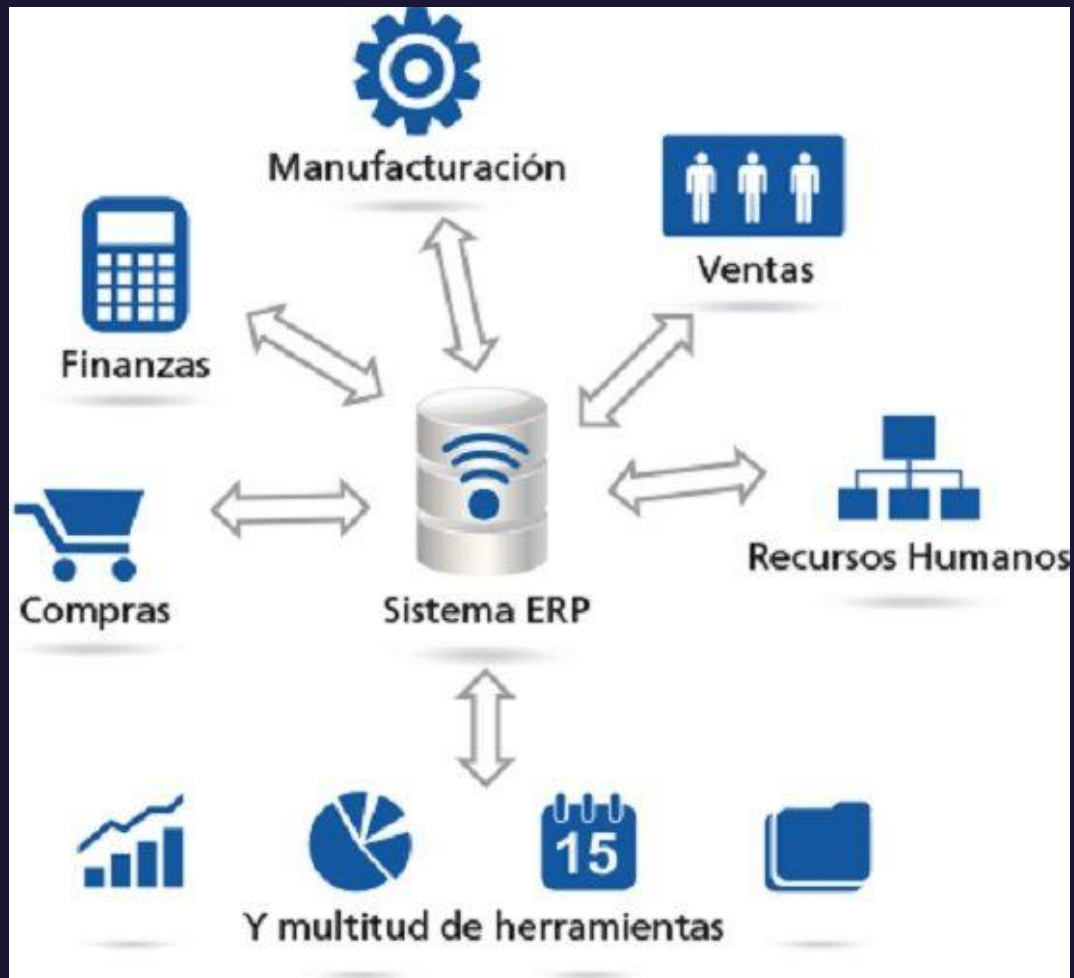 Manufacturación
Ventas
Finanzas
Recursos Humanos
Compras
Sistema ERP
15
Y multitud de herramientas